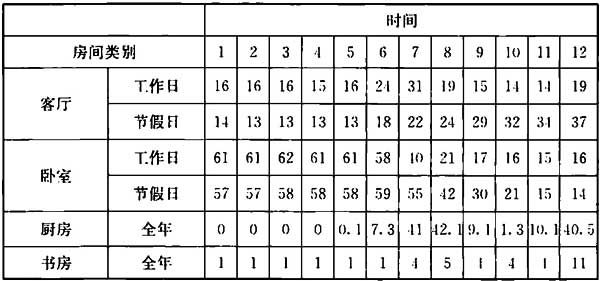 时间
房间类别 1 2 3 4 5 6 7 8 9 10 11 12
客厅 工作日 16 16 16 15 16 24 31 19 15 14 14 19
节假日 14 13 13 13 13 18 22 24 29 32 34 37
卧室 工作日 61 61 62 61 61 58 40 21 17 16 15 16
节假日 57 57 58 58 58 59 55 42 30 21 15 14
厨房 全年 0 0 0 0 0.1 7.3 41 42.1 9.1 1.3 10.1 40.5
书房 全年 1 1 1 1 1 1 4 5 4 4 4 11